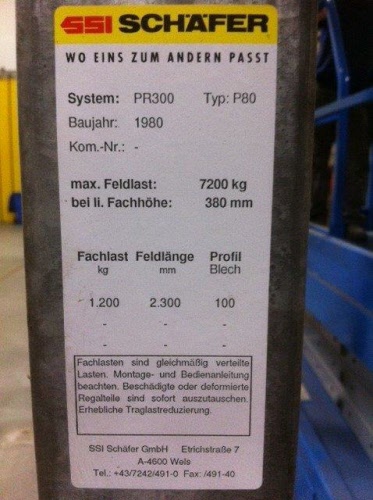 SSI SCHÄFER
WO EINS ZUM ANDERN PASST
System: PR300 Typ: P80
Baujahr: 1980
Kom.-Nr.: -
max. Feldlast: 7200 kg
bei li. Fachhöhe: 380 mm
Fachlast Feldlänge Profil
kg mm Blech
1.200 2.300 100
- - -
- - -
Fachlasten sind gleichmäßig verteilte
Lasten. Montage- und Bedienanleitung
beachten. Beschädigte oder deformierte
Regalteile sind sofort auszutauschen.
Erhebliche Traglastreduzierung.
SSI Schäfer GmbH Etrichstraße 7
A-4600 Wels
Tel.: +43/7242/491-0 Fax: /491-40